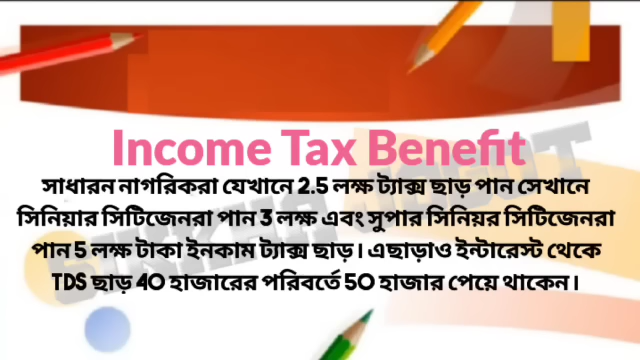 Income Tax Benefit
সাধারন নাগরিকরা যেখানে 2.5 লক্ষ ট্যাক্স ছাড় পান সেখানে
সিনিয়ার সিটিজেনরা পান 3 লক্ষ এবং সুপার সিনিয়র সিটিজেনরা
পান 5 লক্ষ টাকা ইনকাম ট্যাক্স ছাড়। এছাড়াও ইন্টারেস্ট থেকে
TDS ছাড় 40 হাজারের পরিবর্তে 50 হাজার পেয়ে থাকেন।